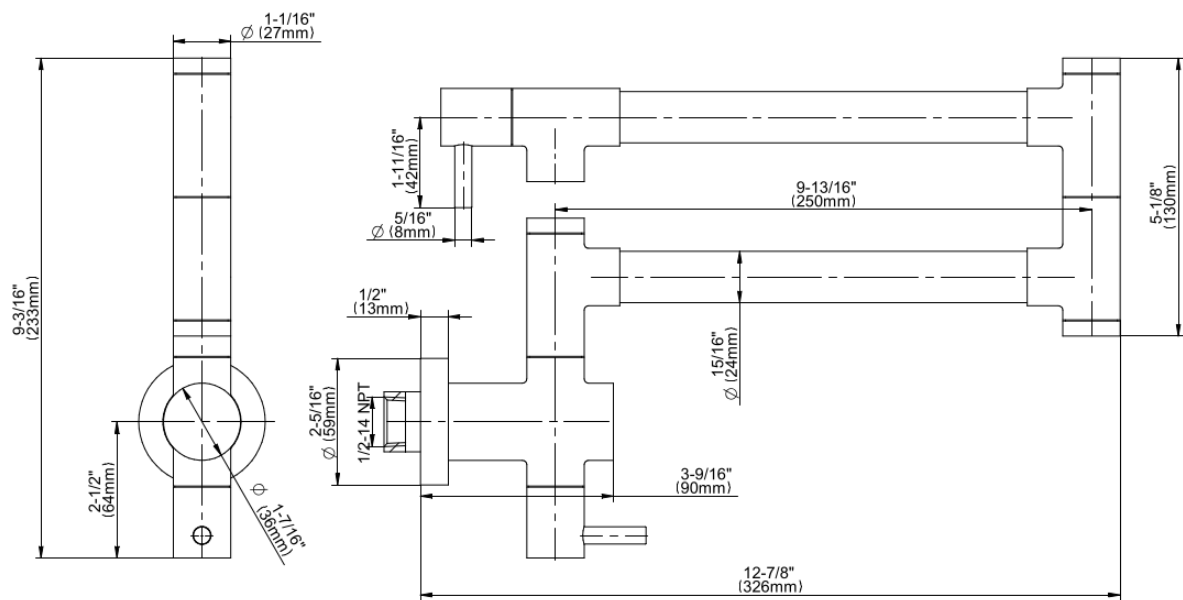 1-1/16"
Ø (27mm)
9-3/16"
(233mm)
2-1/2"
(64mm)
Ø 1-7/16"
(36mm)
1-11/16"
(42mm)
5/16"
Ø (8mm)
9-13/16"
(250mm)
5-1/8"
(130mm)
1/2"
(13mm)
15/16"
Ø (24mm)
2-5/16"
Ø (59mm)
1/2-14 NPT
3-9/16"
(90mm)
12-7/8"
(326mm)